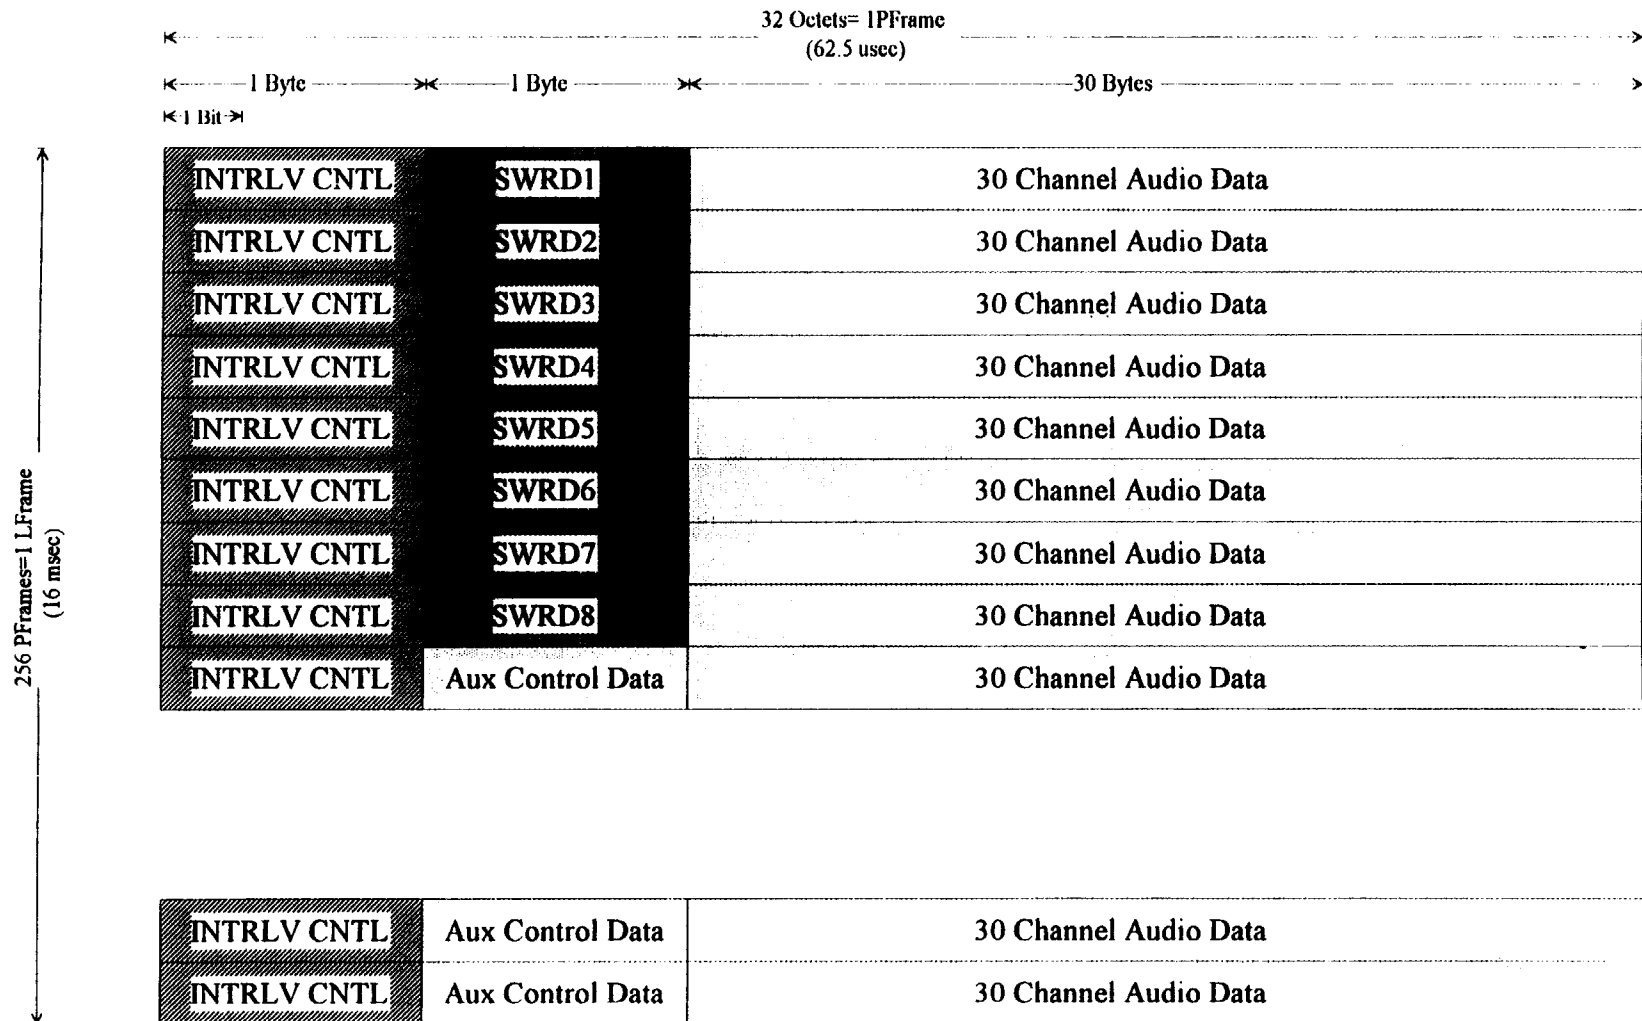 32 Octets= 1PFrame
(62.5 usec)
1 Byte
1 Byte
30 Bytes
1 Bit
256 PFrames=1 LFrame
(16 msec)
INTRLV CNTL SWRD1 30 Channel Audio Data
INTRLV CNTL SWRD2 30 Channel Audio Data
INTRLV CNTL SWRD3 30 Channel Audio Data
INTRLV CNTL SWRD4 30 Channel Audio Data
INTRLV CNTL SWRD5 30 Channel Audio Data
INTRLV CNTL SWRD6 30 Channel Audio Data
INTRLV CNTL SWRD7 30 Channel Audio Data
INTRLV CNTL SWRD8 30 Channel Audio Data
INTRLV CNTL Aux Control Data 30 Channel Audio Data
INTRLV CNTL Aux Control Data 30 Channel Audio Data
INTRLV CNTL Aux Control Data 30 Channel Audio Data